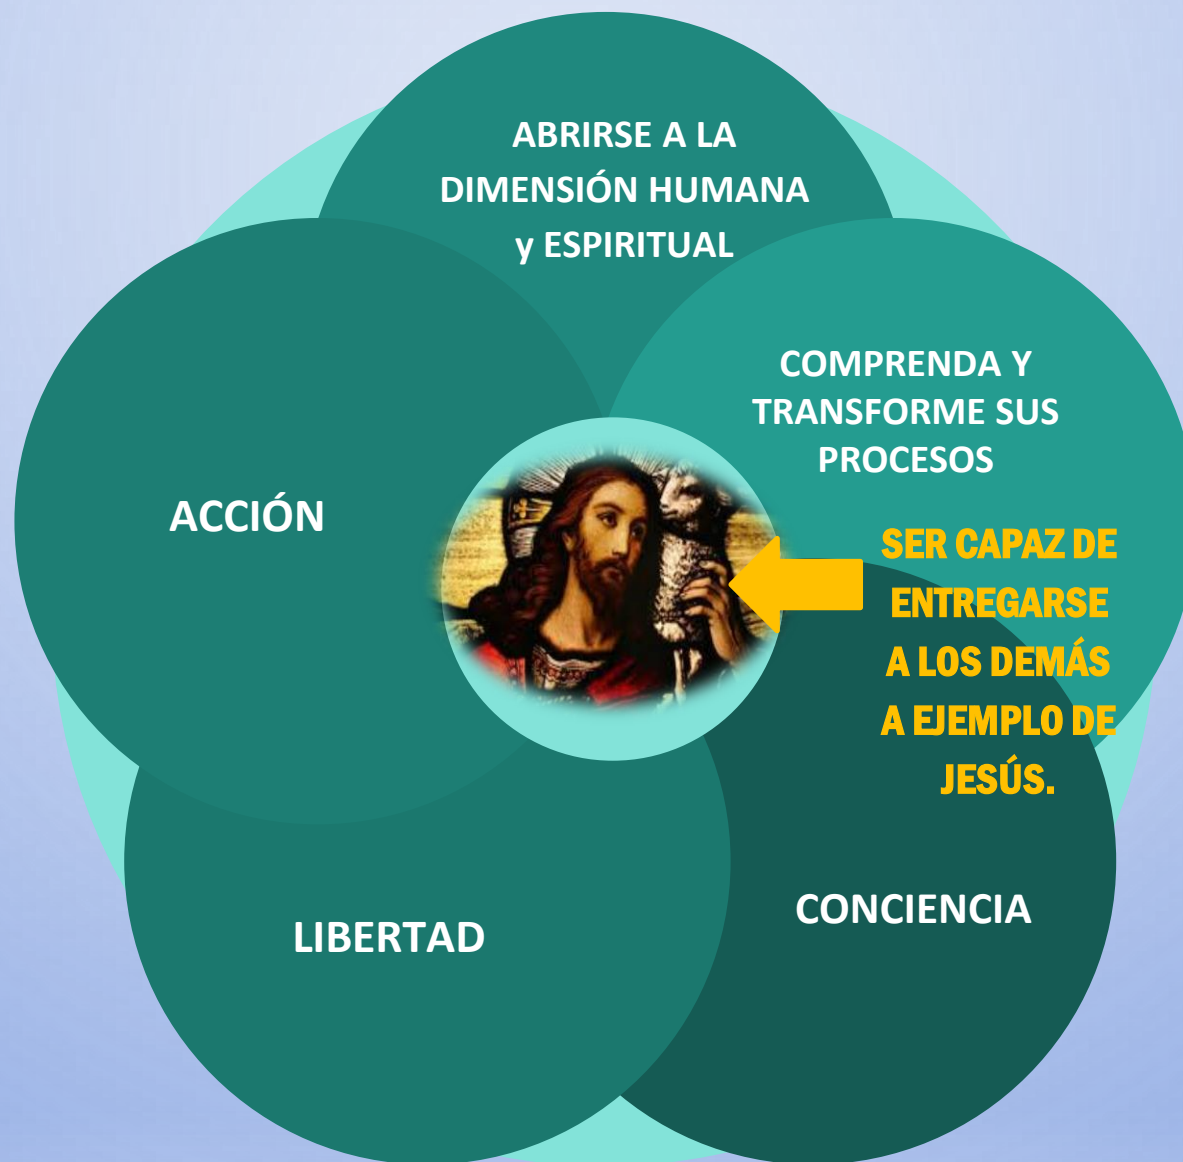 ABRIRSE A LA
DIMENSIÓN HUMANA
y ESPIRITUAL
COMPRENDA Y
TRANSFORME SUS
PROCESOS
ACCIÓN
SER CAPAZ DE
ENTREGARSE
A LOS DEMÁS
A EJEMPLO DE
JESÚS.
CONCIENCIA
LIBERTAD